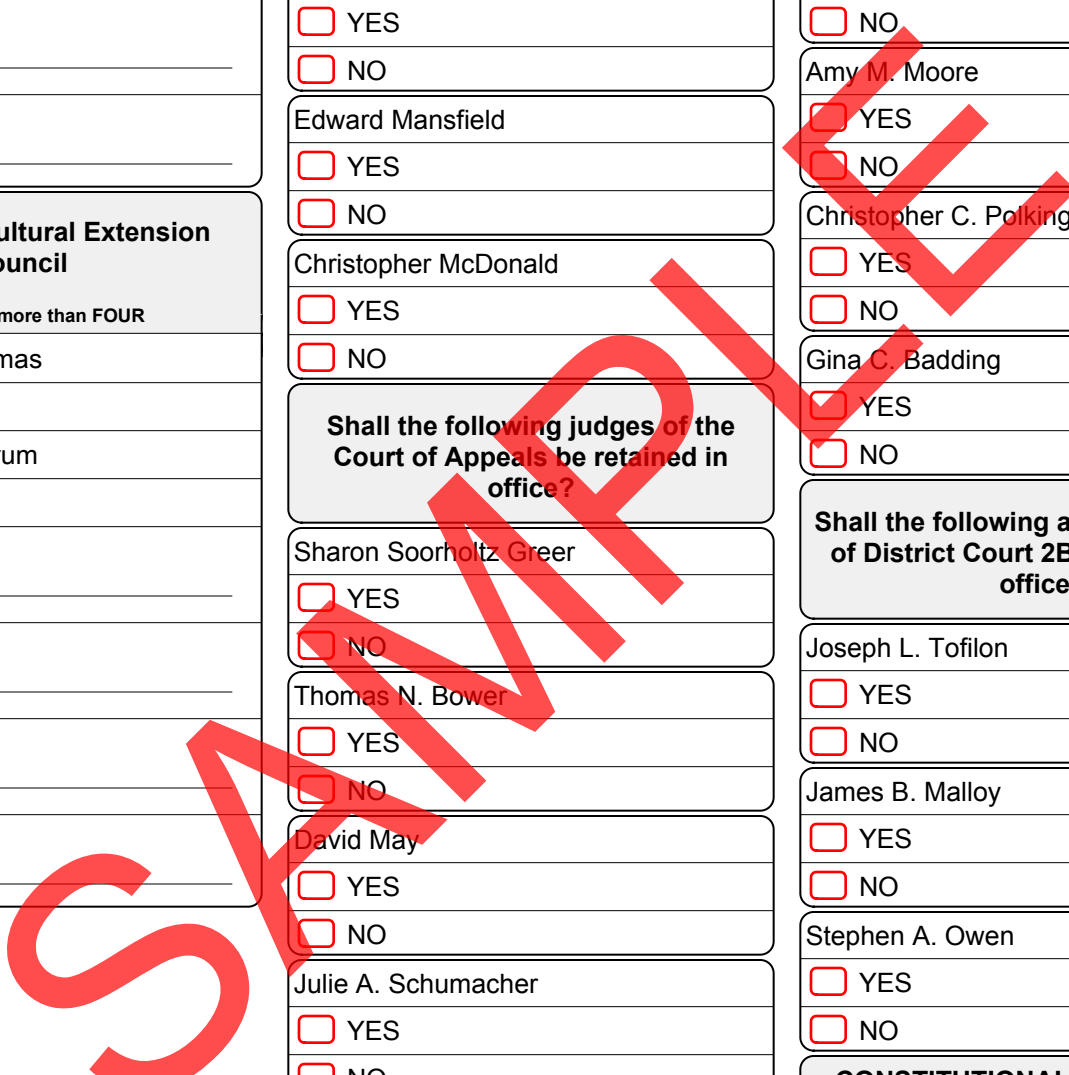 ultural Extension
ouncil
more than FOUR
mas
rum
YES
NO
Edward Mansfield
YES
NO
Christopher McDonald
YES
NO
Shall the following judges of the
Court of Appeals be retained in
office?
Sharon Soorholtz Greer
YES
NO
Thomas N. Bower
YES
NO
David May
YES
NO
Julie A. Schumacher
YES
NO
NO
Amy M. Moore
YES
NO
Christopher C. Polking
YES
NO
Gina C. Badding
YES
NO
Shall the following a
of District Court 2B
office
Joseph L. Tofilon
YES
NO
James B. Malloy
YES
NO
Stephen A. Owen
YES
NO
CONSTITUTIONAL
SAMPLE